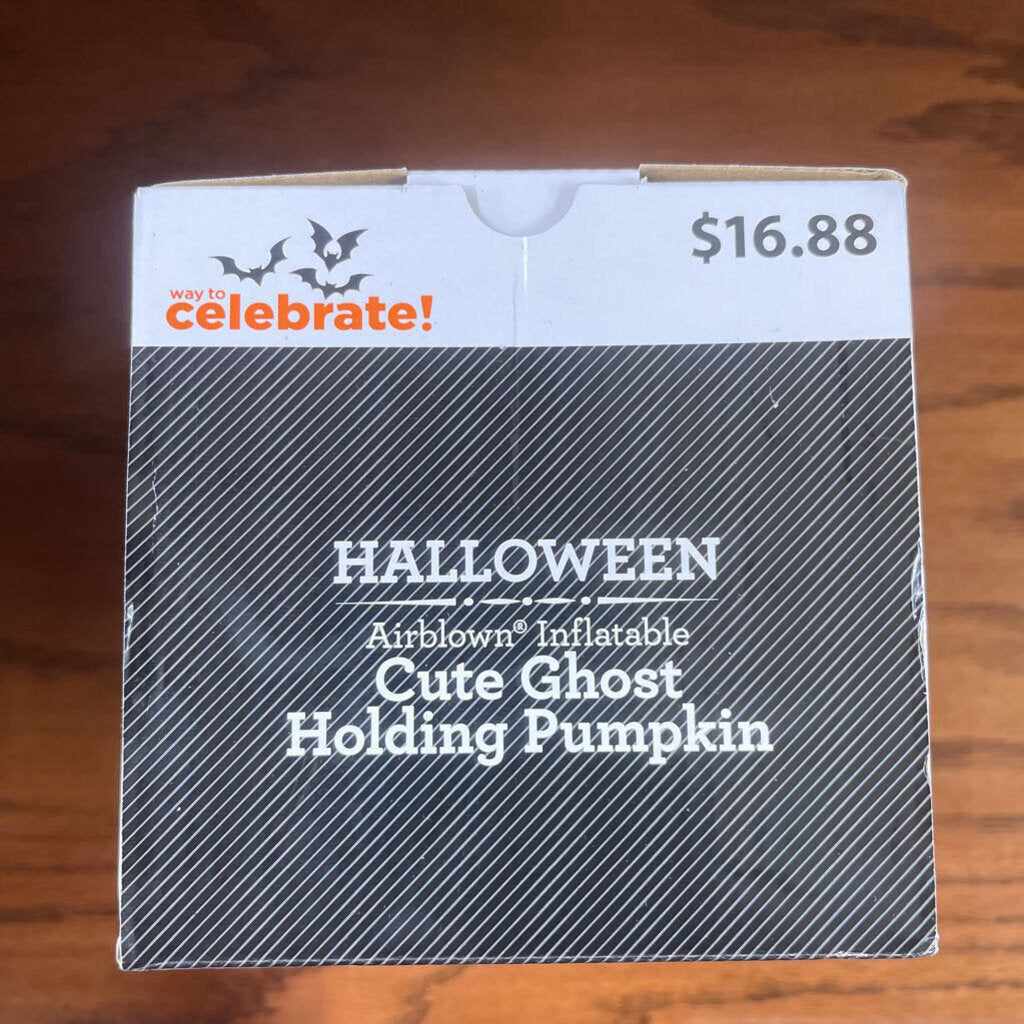 way to
celebrate!
$16.88
HALLOWEEN
Airblown® Inflatable
Cute Ghost
Holding Pumpkin